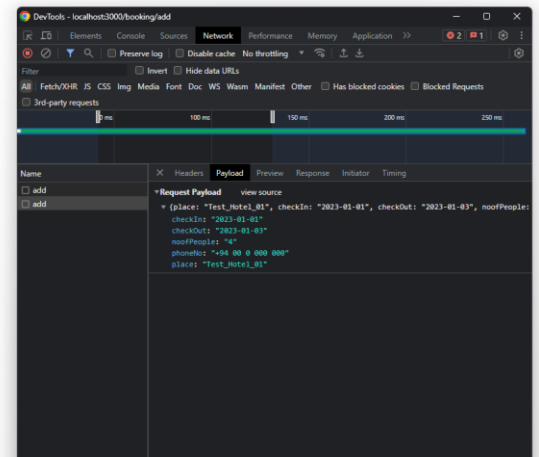 DevTools - localhost:3000/booking/add
Elements Console Sources Network Performance Memory Application 2 1
Preserve log Disable cache No throttling
Filter Invert Hide data URLs
All Fetch/XHR JS CSS Img Media Font Doc WS Wasm Manifest Other Has blocked cookies Blocked Requests
3rd-party requests
0 ms 100 ms 150 ms 200 ms 250 ms
Name Headers Payload Preview Response Initiator Timing
add
add
▼Request Payload view source
▼{place: "Test_Hotel_01", checkIn: "2023-01-01", checkOut: "2023-01-03", noofPeople:
checkIn: "2023-01-01"
checkOut: "2023-01-03"
noofPeople: "4"
phoneNo: "+94 00 0 000 000"
place: "Test_Hotel_01"